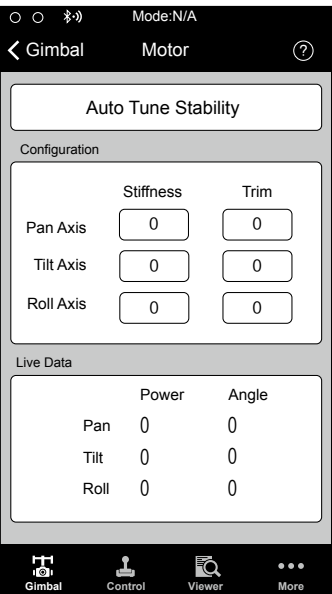 Mode:N/A
Gimbal Motor ?
Auto Tune Stability
Configuration
Stiffness Trim
Pan Axis 0 0
Tilt Axis 0 0
Roll Axis 0 0
Live Data
Power Angle
Pan 0 0
Tilt 0 0
Roll 0 0
Gimbal Control Viewer More